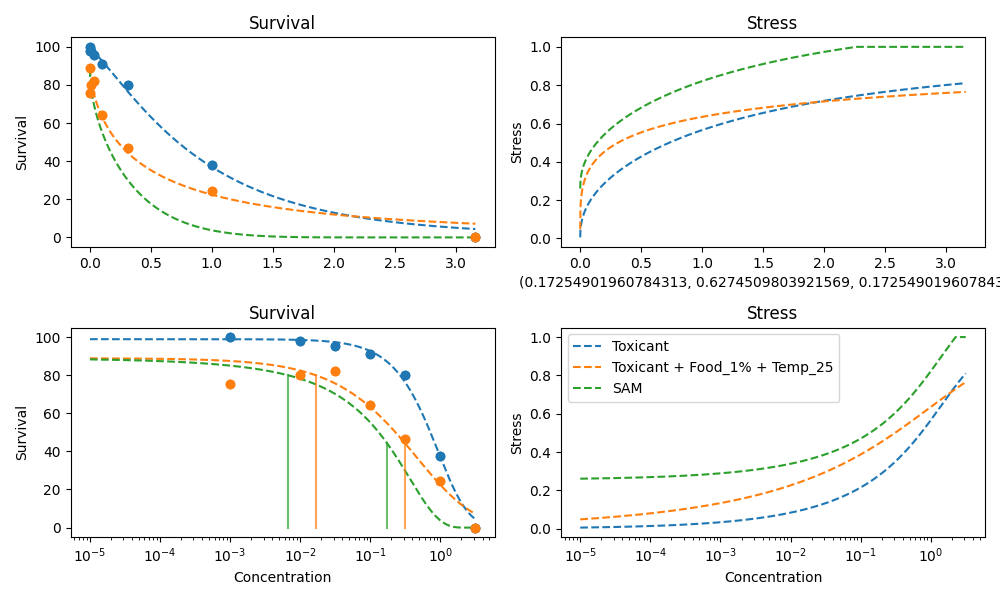 Survival
Stress
Survival
100
80
60
40
20
0
0.0 0.5 1.0 1.5 2.0 2.5 3.0
Stress
1.0
0.8
0.6
0.4
0.2
0.0
0.0 0.5 1.0 1.5 2.0 2.5 3.0
(0.17254901960784313, 0.6274509803921569, 0.172549019607843
Survival
Stress
Survival
100
80
60
40
20
0
10⁻⁵ 10⁻⁴ 10⁻³ 10⁻² 10⁻¹ 10⁰
Concentration
Stress
1.0
0.8
0.6
0.4
0.2
0.0
Toxicant
Toxicant + Food_1% + Temp_25
SAM
10⁻⁵ 10⁻⁴ 10⁻³ 10⁻² 10⁻¹ 10⁰
Concentration